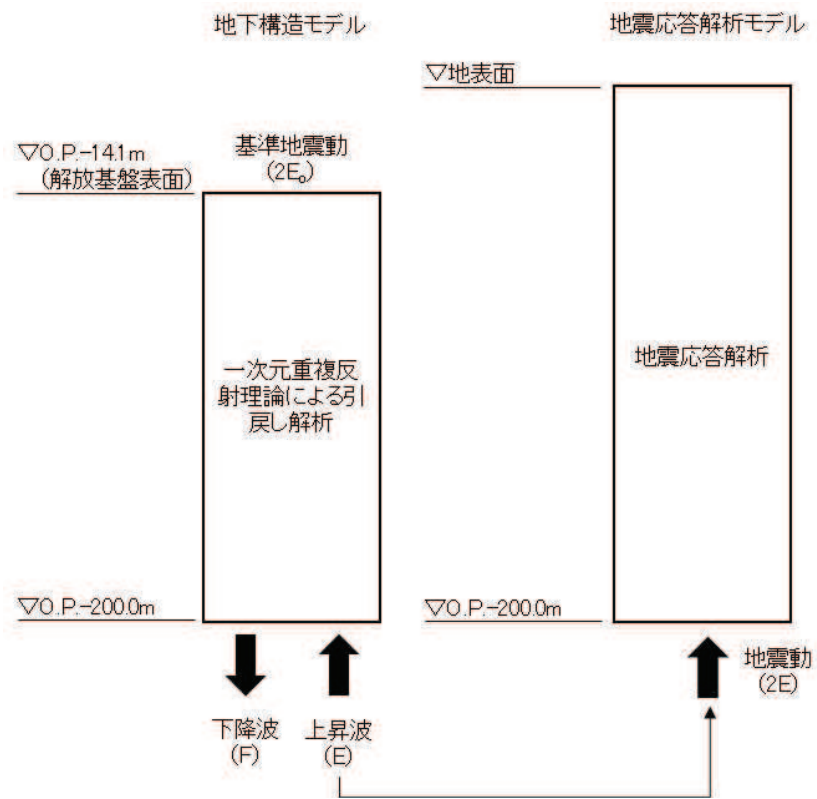 地下構造モデル
▽O.P.-14.1m
(解放基盤表面)
基準地震動
(2E₀)
一次元重複反
射理論による引
戻し解析
▽O.P.-200.0m
下降波
(F)
上昇波
(E)
地震応答解析モデル
▽地表面
地震応答解析
▽O.P.-200.0m
地震動
(2E)